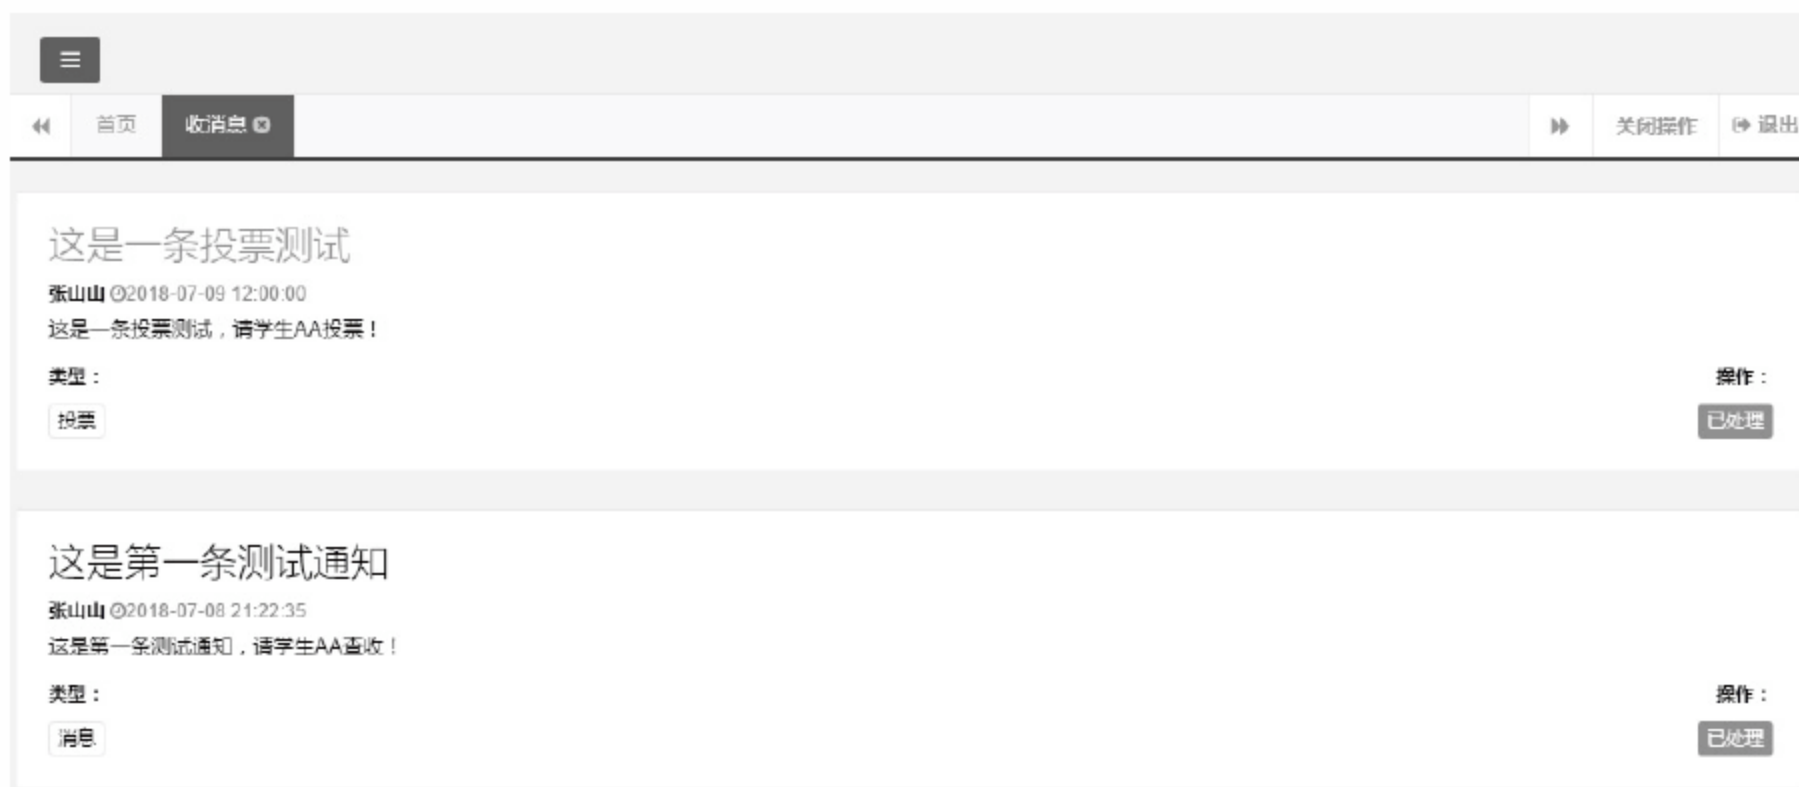 首页
收消息
关闭操作
退出
这是一条投票测试
张山山 2018-07-09 12:00:00
这是一条投票测试，请学生AA投票！
类型：
操作：
投票
已处理
这是第一条测试通知
张山山 2018-07-08 21:22:35
这是第一条测试通知，请学生AA查收！
类型：
操作：
消息
已处理